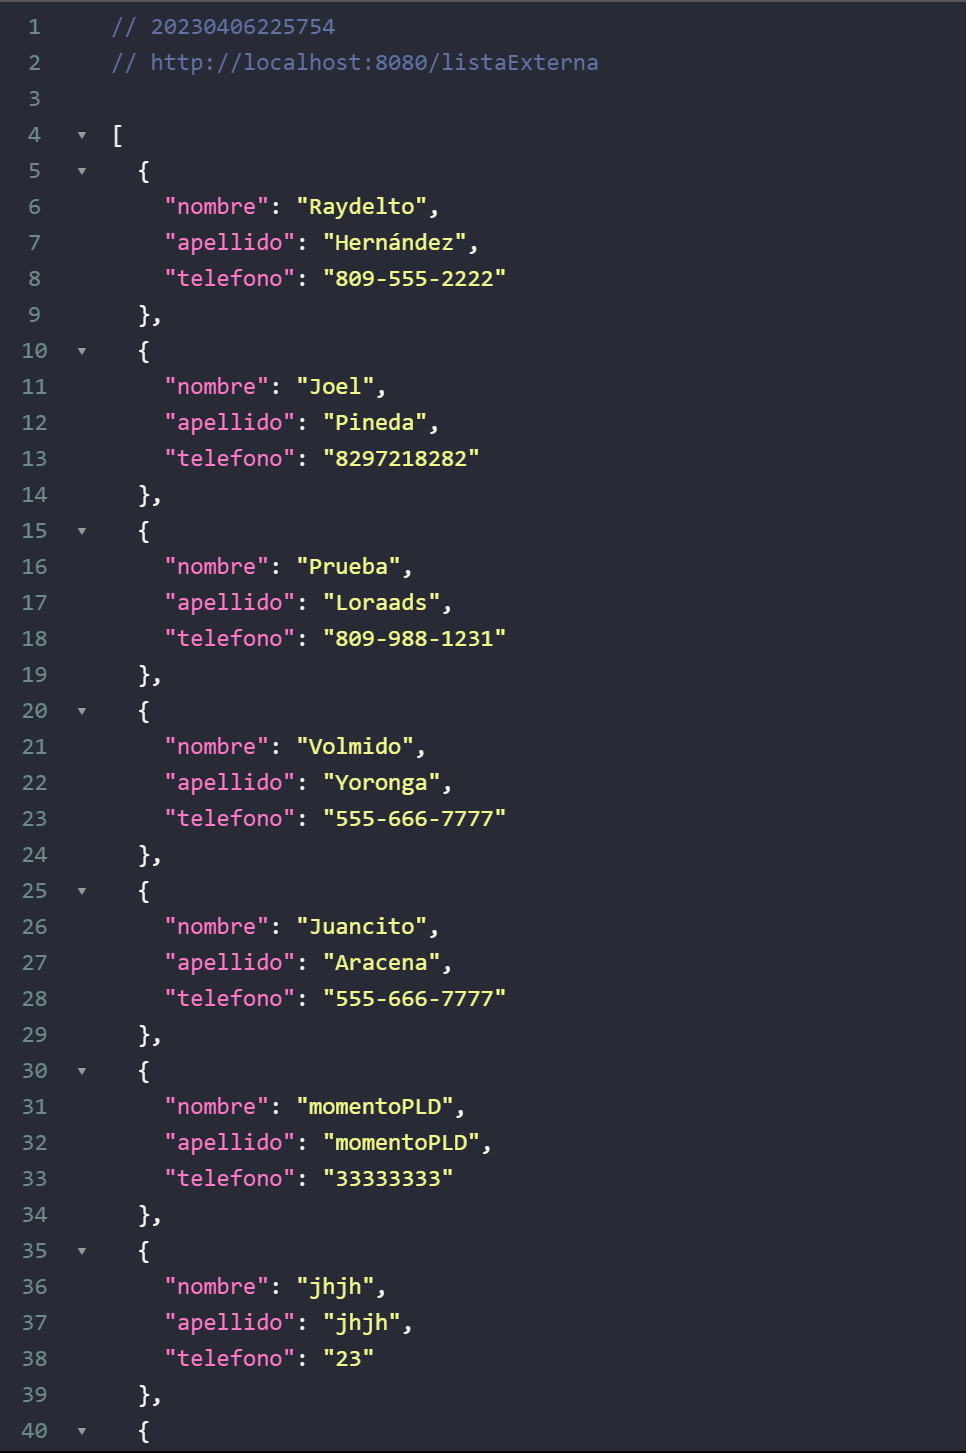 1 // 20230406225754
2 // http://localhost:8080/listaExterna
3
4 [
5 {
6 "nombre": "Raydelto",
7 "apellido": "Hernández",
8 "telefono": "809-555-2222"
9 },
10 {
11 "nombre": "Joel",
12 "apellido": "Pineda",
13 "telefono": "8297218282"
14 },
15 {
16 "nombre": "Prueba",
17 "apellido": "Loraads",
18 "telefono": "809-988-1231"
19 },
20 {
21 "nombre": "Volmido",
22 "apellido": "Yoronga",
23 "telefono": "555-666-7777"
24 },
25 {
26 "nombre": "Juancito",
27 "apellido": "Aracena",
28 "telefono": "555-666-7777"
29 },
30 {
31 "nombre": "momentoPLD",
32 "apellido": "momentoPLD",
33 "telefono": "33333333"
34 },
35 {
36 "nombre": "jhjh",
37 "apellido": "jhjh",
38 "telefono": "23"
39 },
40 {